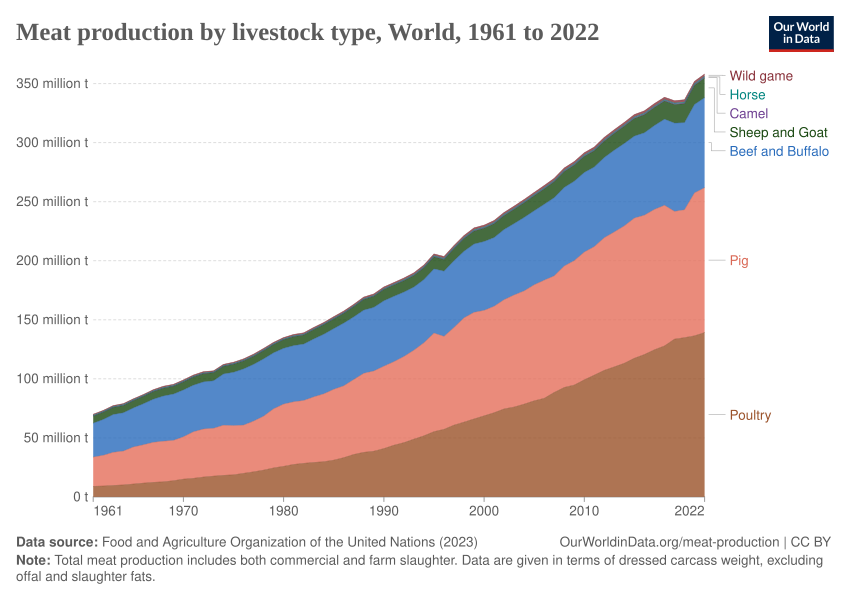 Meat production by livestock type, World, 1961 to 2022
Our World
in Data
350 million t
300 million t
250 million t
200 million t
150 million t
100 million t
50 million t
0 t
1961
1970
1980
1990
2000
2010
2022
Wild game
Horse
Camel
Sheep and Goat
Beef and Buffalo
Pig
Poultry
Data source: Food and Agriculture Organization of the United Nations (2023)
OurWorldinData.org/meat-production | CC BY
Note: Total meat production includes both commercial and farm slaughter. Data are given in terms of dressed carcass weight, excluding
offal and slaughter fats.